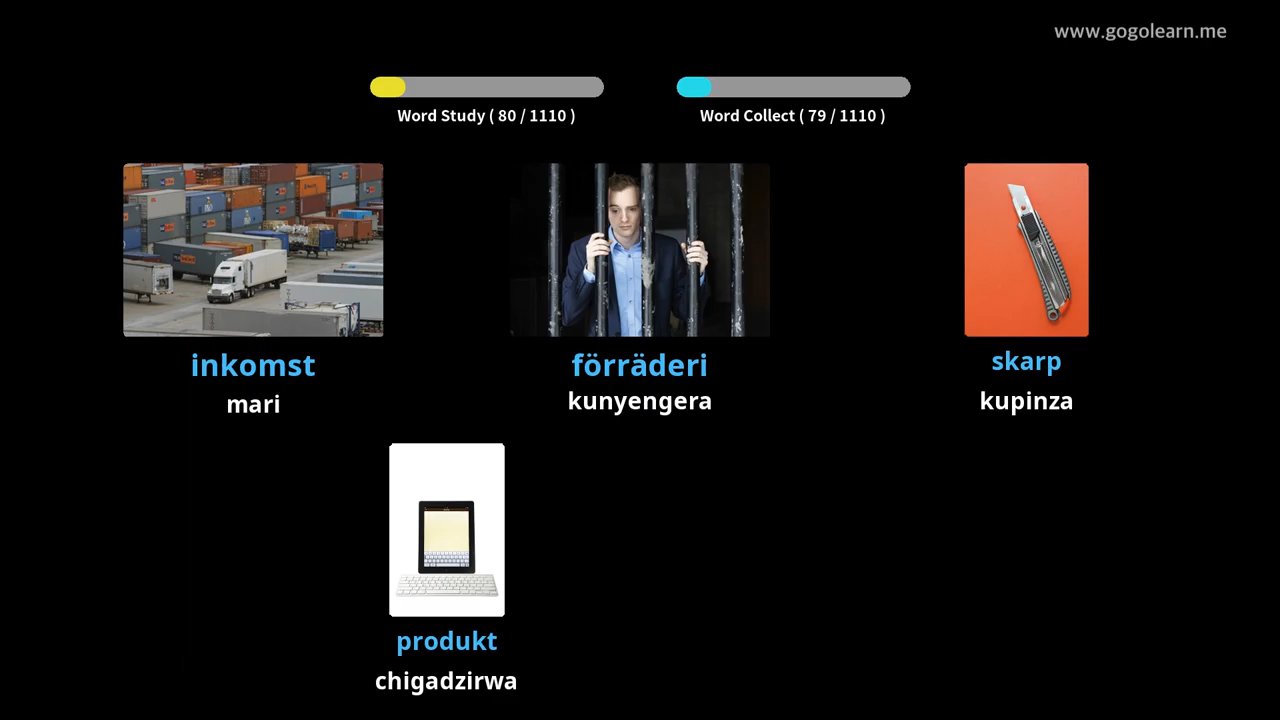 www.gogolearn.me
Word Study ( 80 / 1110 )
Word Collect ( 79 / 1110 )
inkomst
mari
förräderi
kunyengera
skarp
kupinza
produkt
chigadzirwa